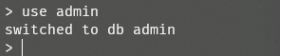 > use admin
switched to db admin
>